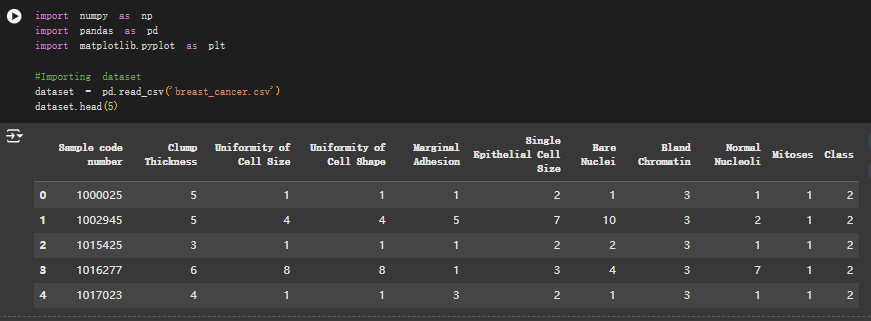 import numpy as np
import pandas as pd
import matplotlib.pyplot as plt
#Importing dataset
dataset = pd.read_csv('breast_cancer.csv')
dataset.head(5)
Sample code number Clump Thickness Uniformity of Cell Size Uniformity of Cell Shape Marginal Adhesion Single Epithelial Cell Size Bare Nuclei Bland Chromatin Normal Nucleoli Mitoses Class
0 1000025 5 1 1 1 2 1 3 1 1 2
1 1002945 5 4 4 5 7 10 3 2 1 2
2 1015425 3 1 1 1 2 2 3 1 1 2
3 1016277 6 8 8 1 3 4 3 7 1 2
4 1017023 4 1 1 3 2 1 3 1 1 2